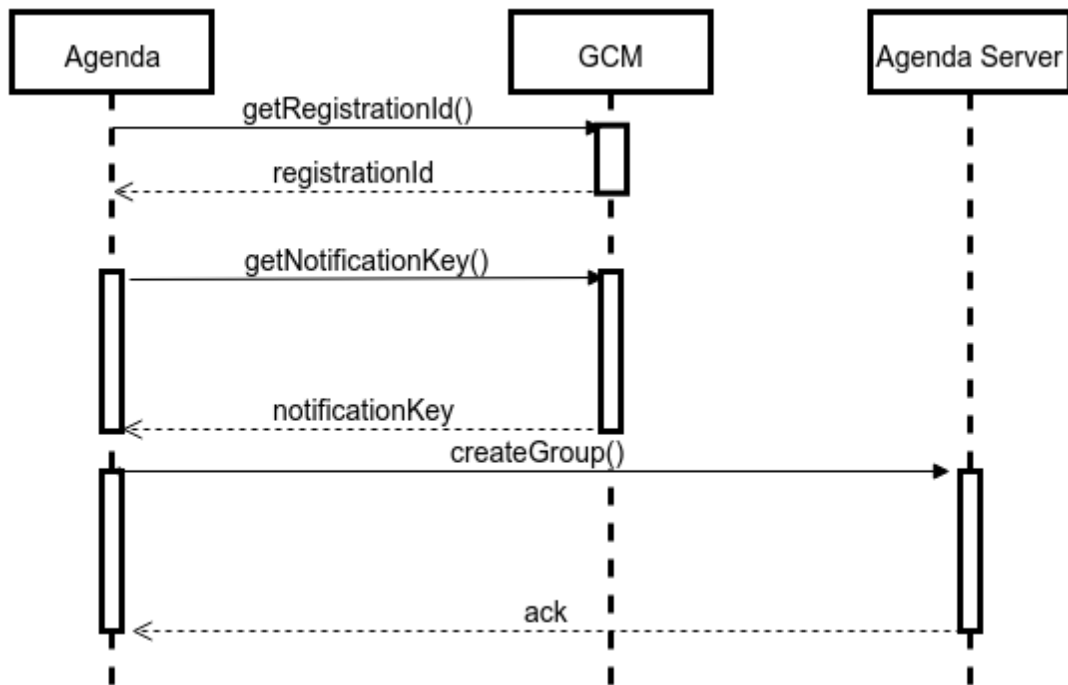 Agenda
GCM
Agenda Server
getRegistrationId()
registrationId
getNotificationKey()
notificationKey
createGroup()
ack